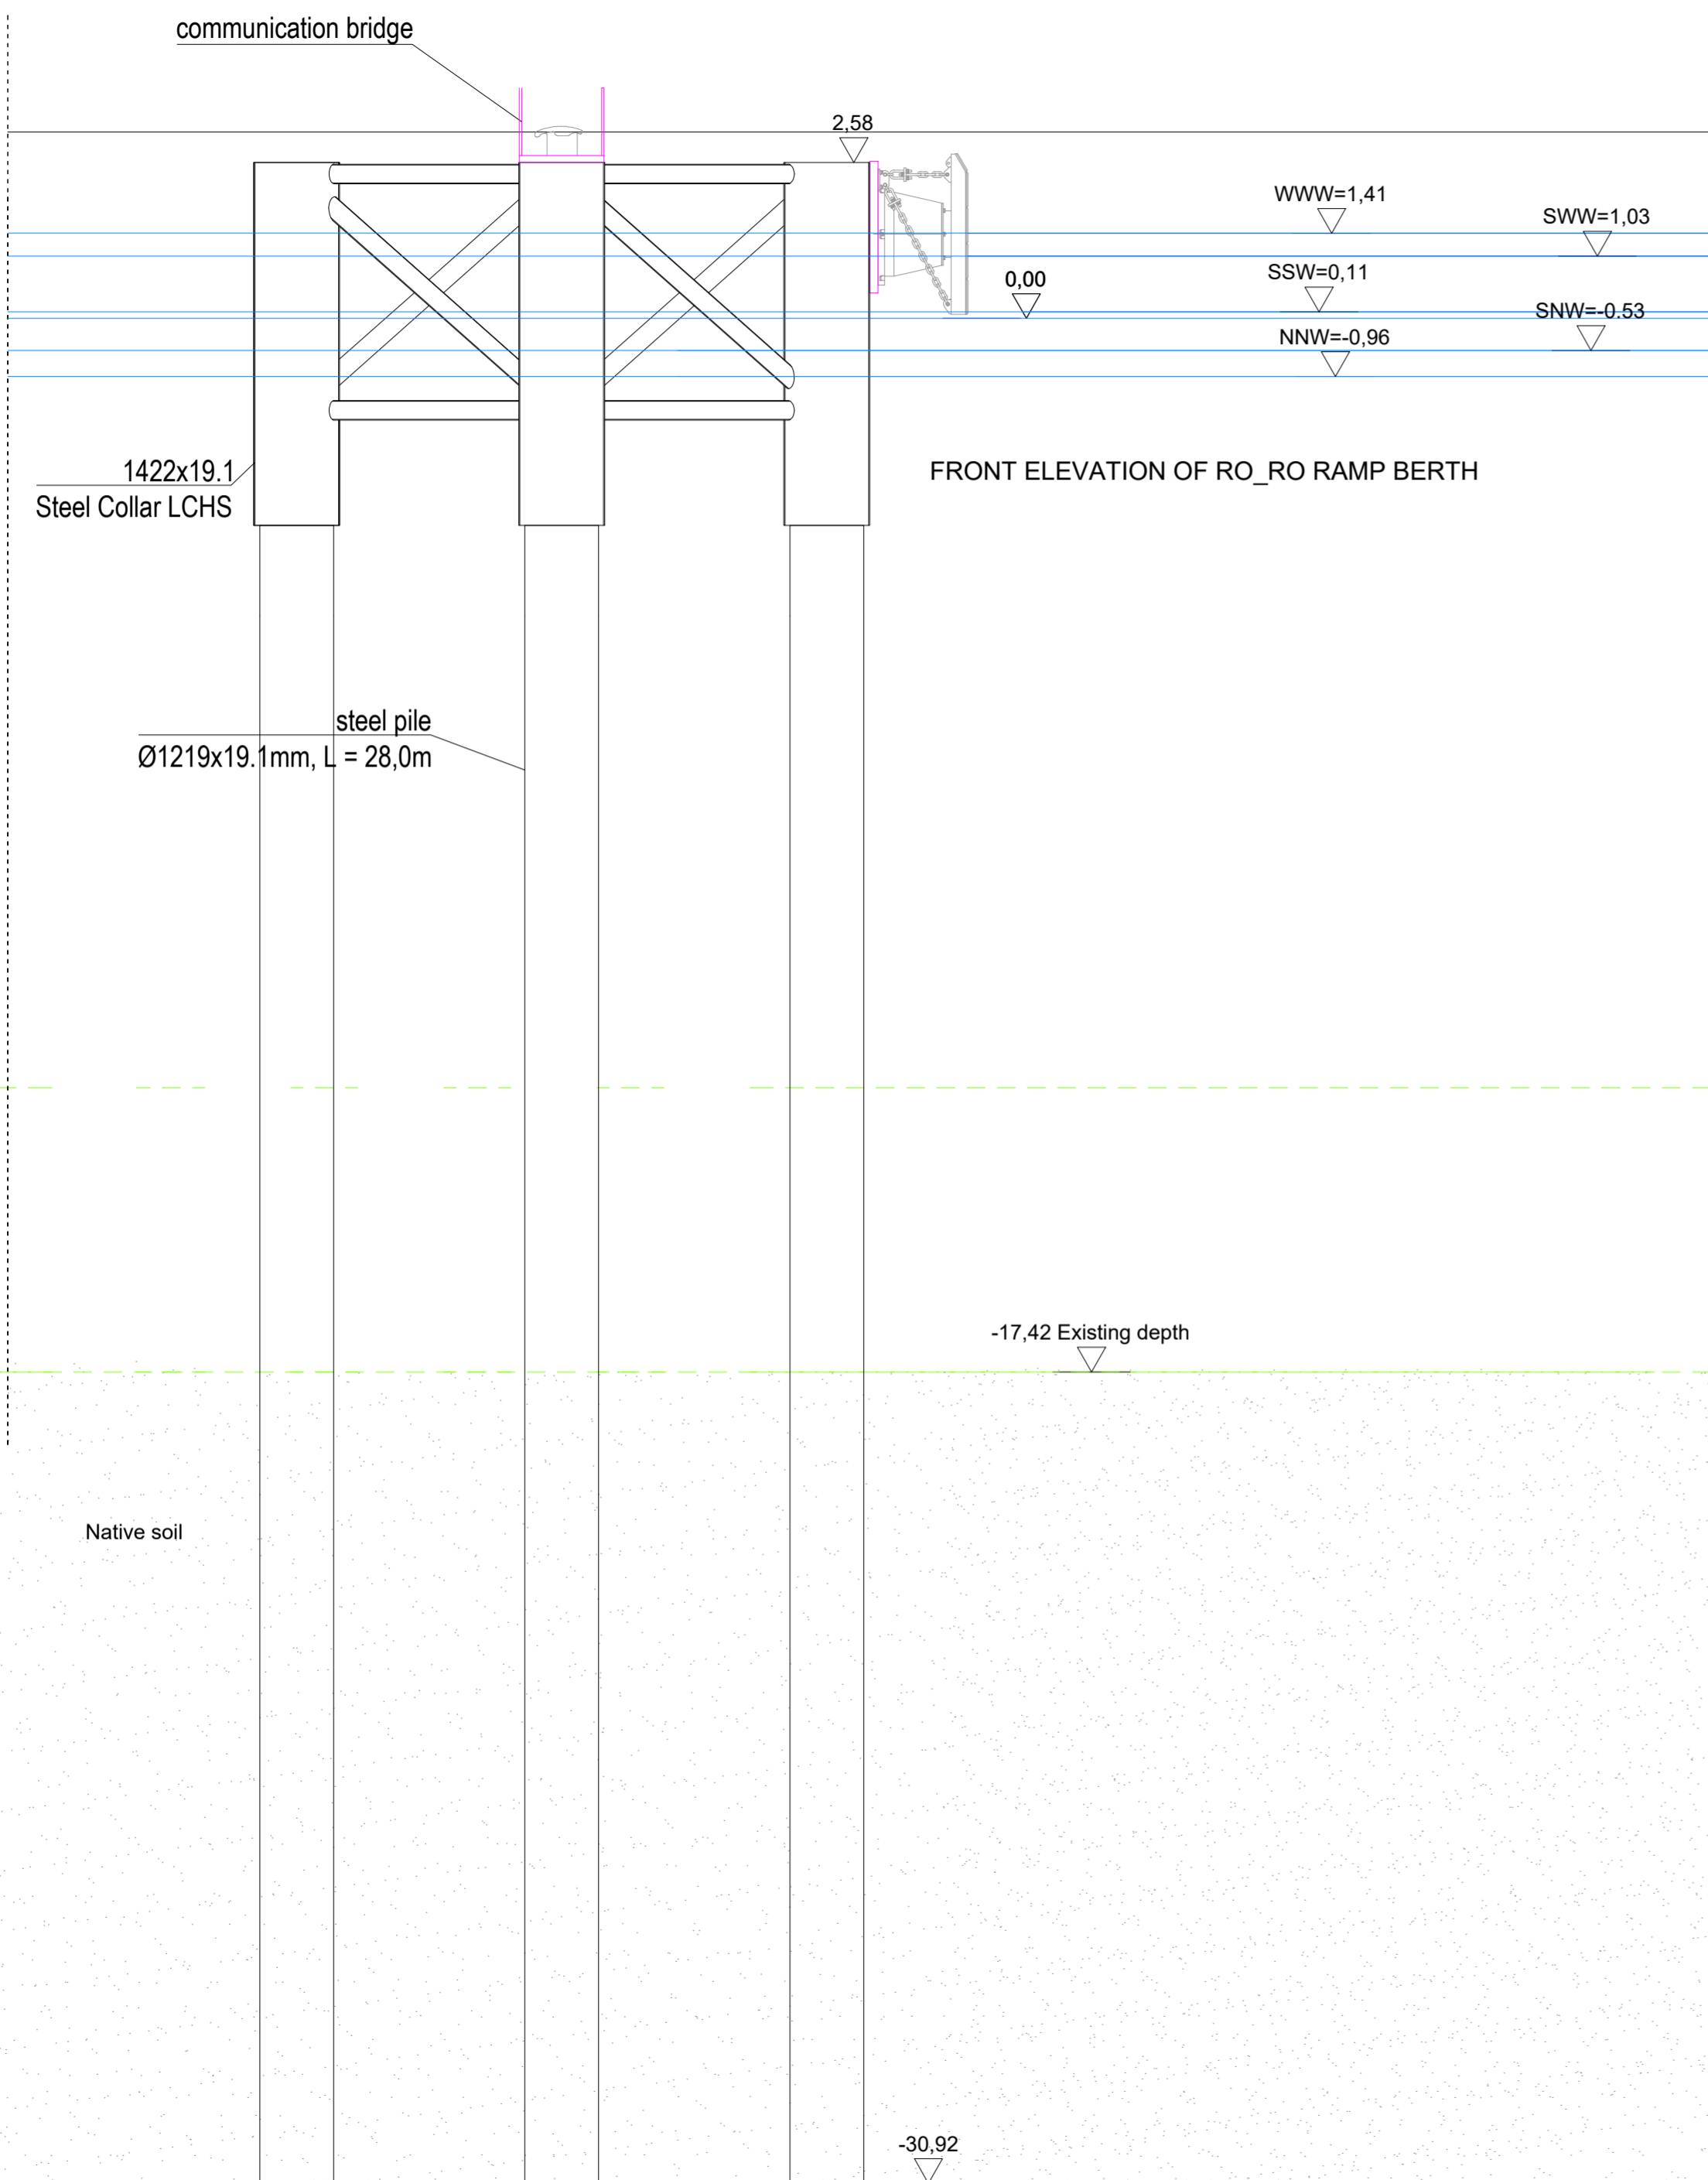 communication bridge
2,58
WWW=1,41
SWW=1,03
SSW=0,11
0,00
SNW=-0.53
NNW=-0,96
1422x19.1
Steel Collar LCHS
FRONT ELEVATION OF RO_RO RAMP BERTH
steel pile
Ø1219x19.1mm, L = 28,0m
-17,42 Existing depth
Native soil
-30,92